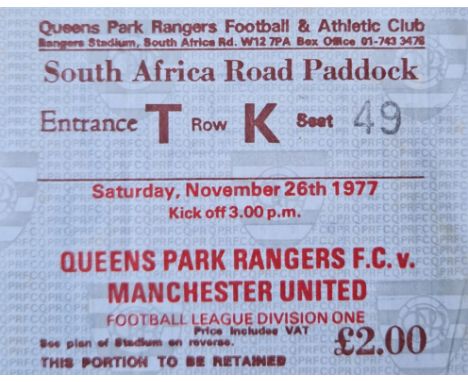 Queens Park Rangers Football & Athletic Club
Rangers Stadium, South Africa Rd. W12 7PA Box Office 01-743 3478
South Africa Road Paddock
Entrance T Row K Seat 49
Saturday, November 26th 1977
Kick off 3.00 p.m.
QUEENS PARK RANGERS F.C. v.
MANCHESTER UNITED
FOOTBALL LEAGUE DIVISION ONE
Price Includes VAT
See plan of Stadium on reverse.
£2.00
THIS PORTION TO BE RETAINED